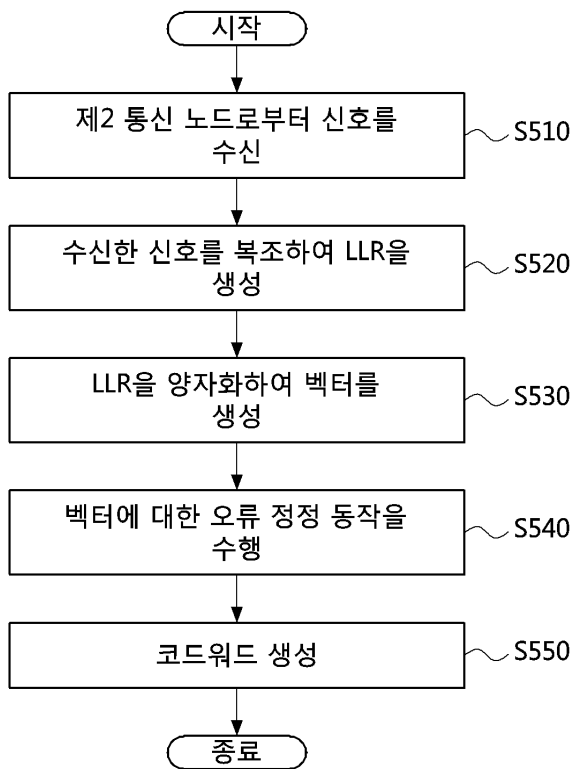 시작
제2 통신 노드로부터 신호를
수신
S510
수신한 신호를 복조하여 LLR을
생성
S520
LLR을 양자화하여 벡터를
생성
S530
벡터에 대한 오류 정정 동작을
수행
S540
코드워드 생성
S550
종료